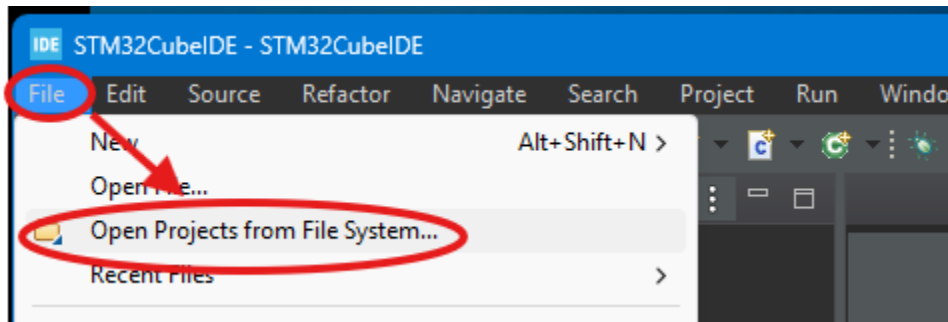 IDE STM32CubeIDE - STM32CubeIDE
File Edit Source Refactor Navigate Search Project Run Windo
New Alt+Shift+N >
Open File...
Open Projects from File System...
Recent Files >